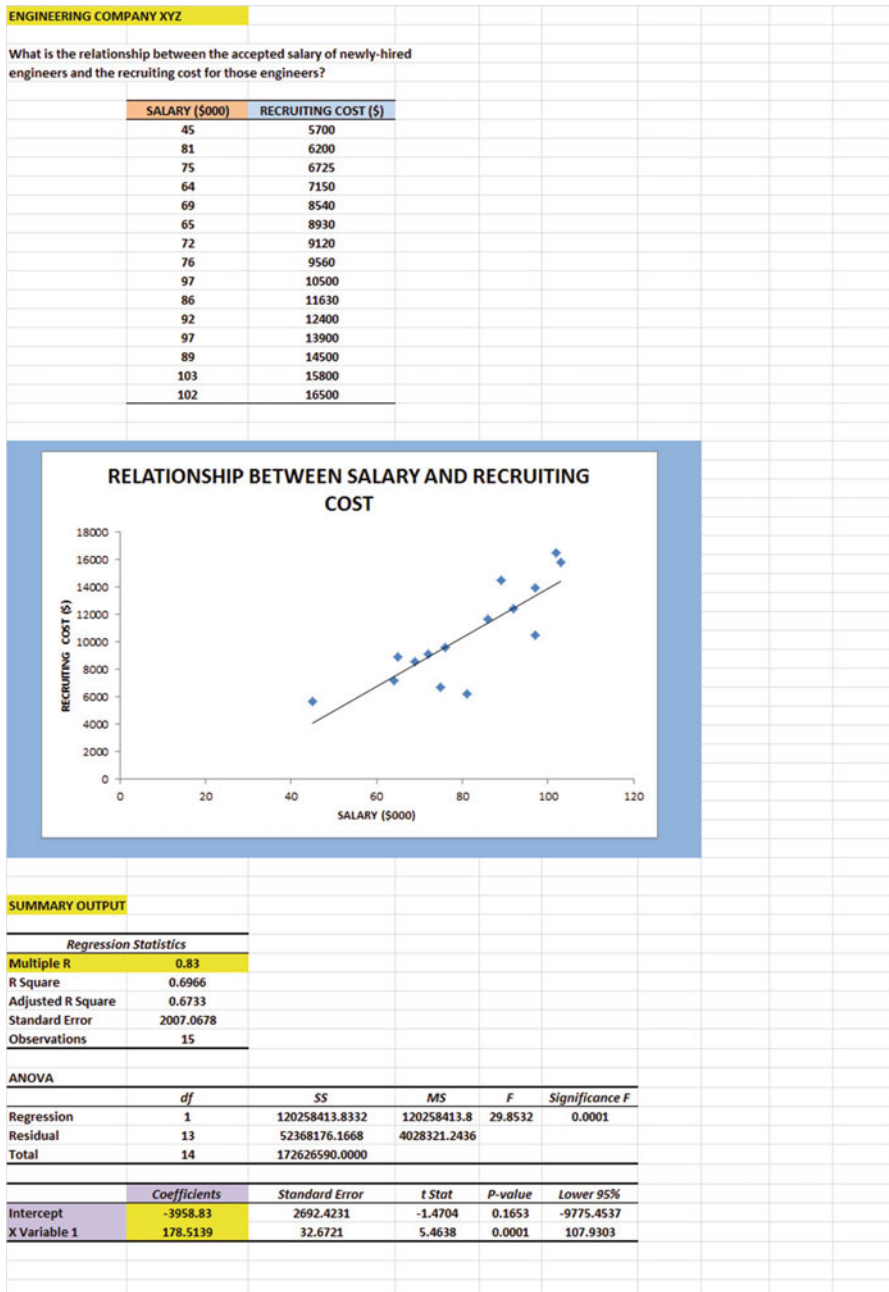 ENGINEERING COMPANY XYZ
What is the relationship between the accepted salary of newly-hired
engineers and the recruiting cost for those engineers?
SALARY ($000) RECRUITING COST ($)
45 5700
81 6200
75 6725
64 7150
69 8540
65 8930
72 9120
76 9560
97 10500
86 11630
92 12400
97 13900
89 14500
103 15800
102 16500
RELATIONSHIP BETWEEN SALARY AND RECRUITING
COST
RECRUITING COST ($)
18000
16000
14000
12000
10000
8000
6000
4000
2000
0
0 20 40 60 80 100 120
SALARY ($000)
SUMMARY OUTPUT
Regression Statistics
Multiple R 0.83
R Square 0.6966
Adjusted R Square 0.6733
Standard Error 2007.0678
Observations 15
ANOVA
df SS MS F Significance F
Regression 1 120258413.8332 120258413.8 29.8532 0.0001
Residual 13 52368176.1668 4028321.2436
Total 14 172626590.0000
Coefficients Standard Error t Stat P-value Lower 95%
Intercept -3958.83 2692.4231 -1.4704 0.1653 -9775.4537
X Variable 1 178.5139 32.6721 5.4638 0.0001 107.9303